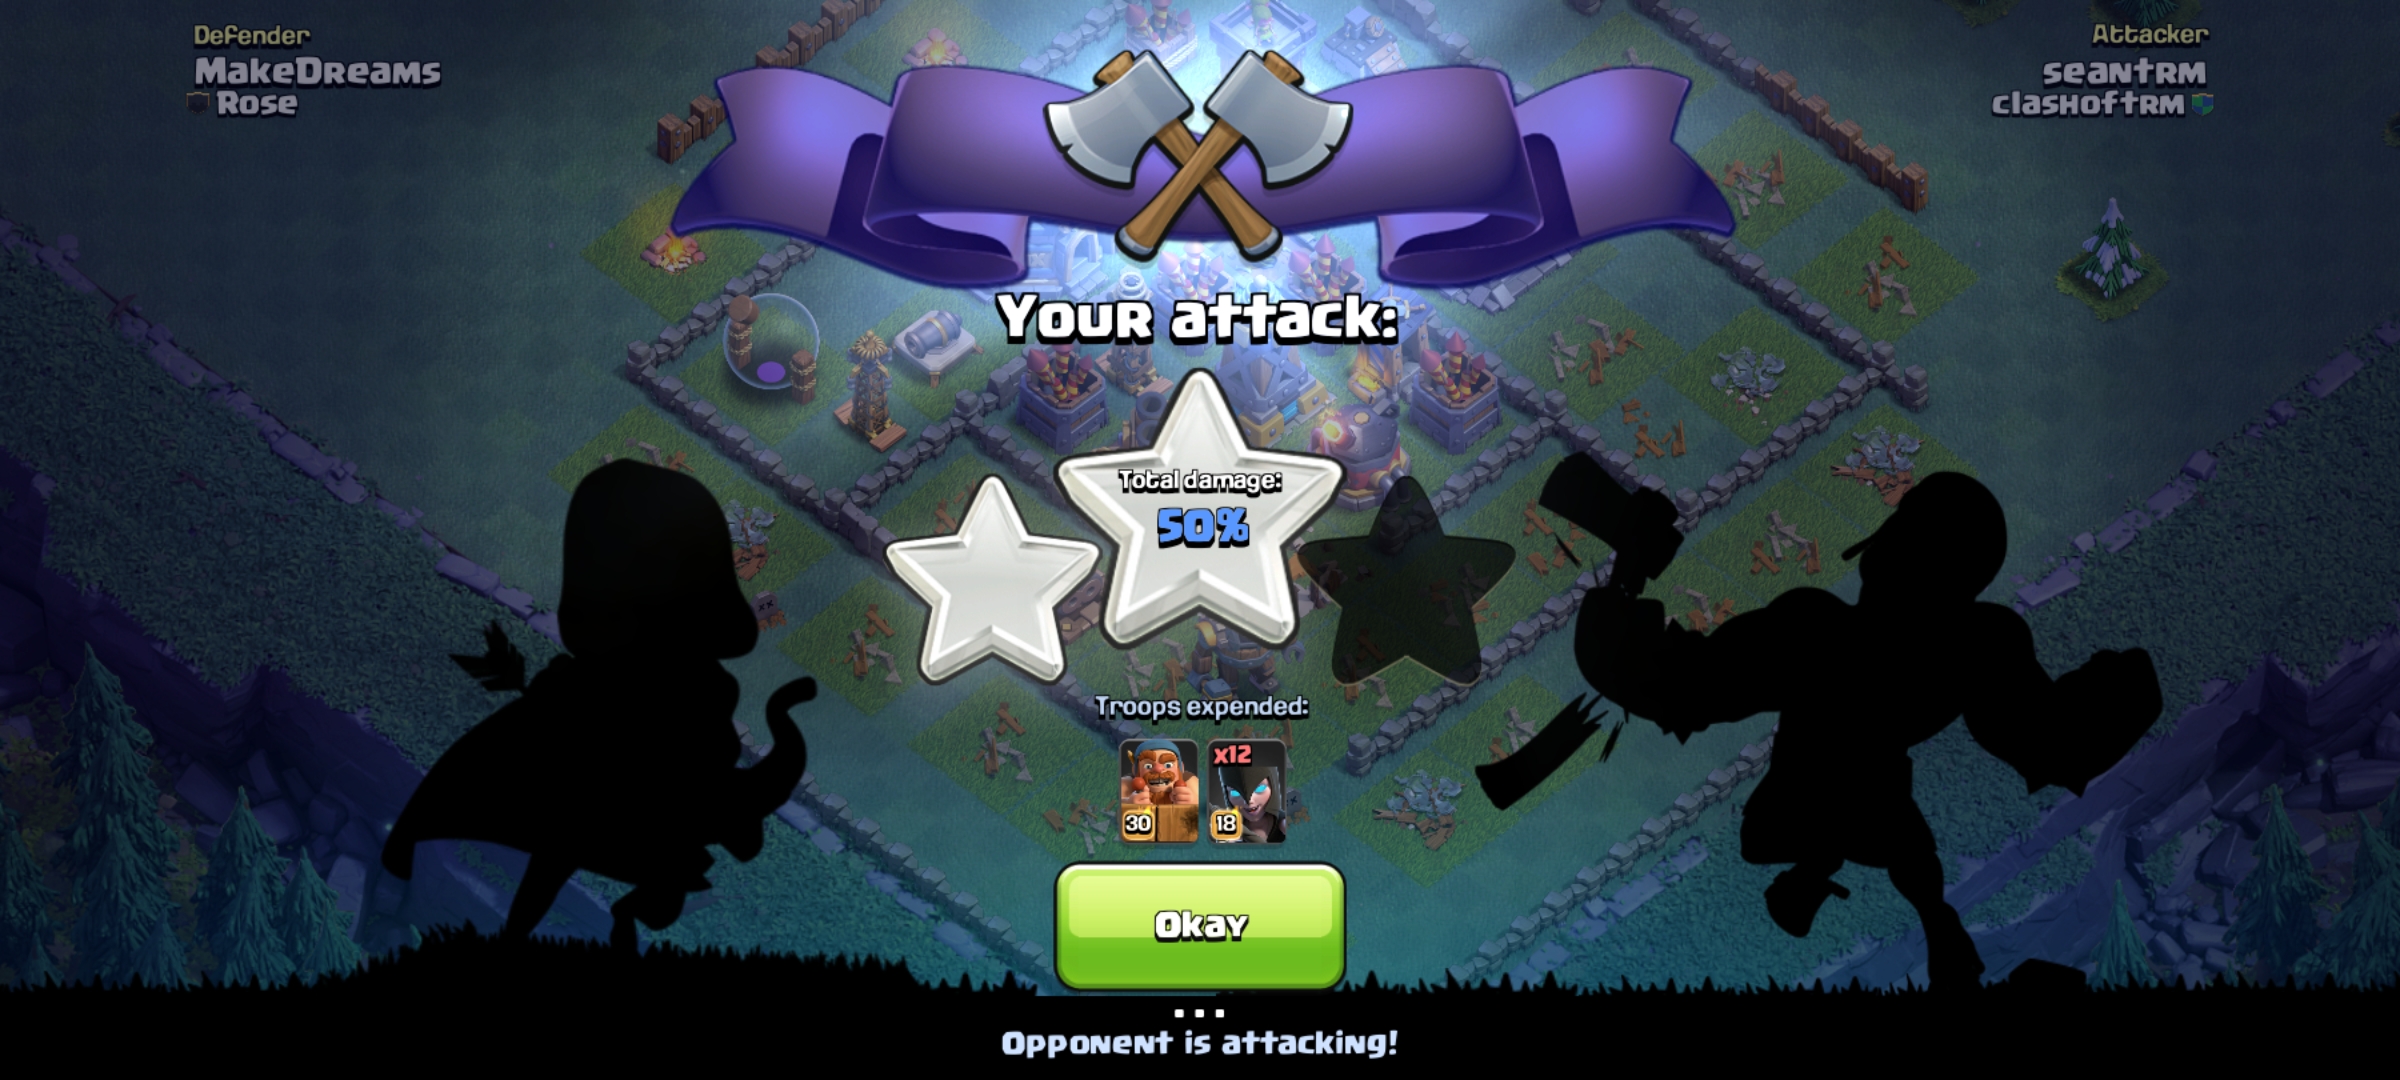 Defender
MakeDreams
Rose
Attacker
seantRM
clashoftRM
Your attack:
Total damage:
50%
Troops expended:
x12
30
18
Okay
...
Opponent is attacking!